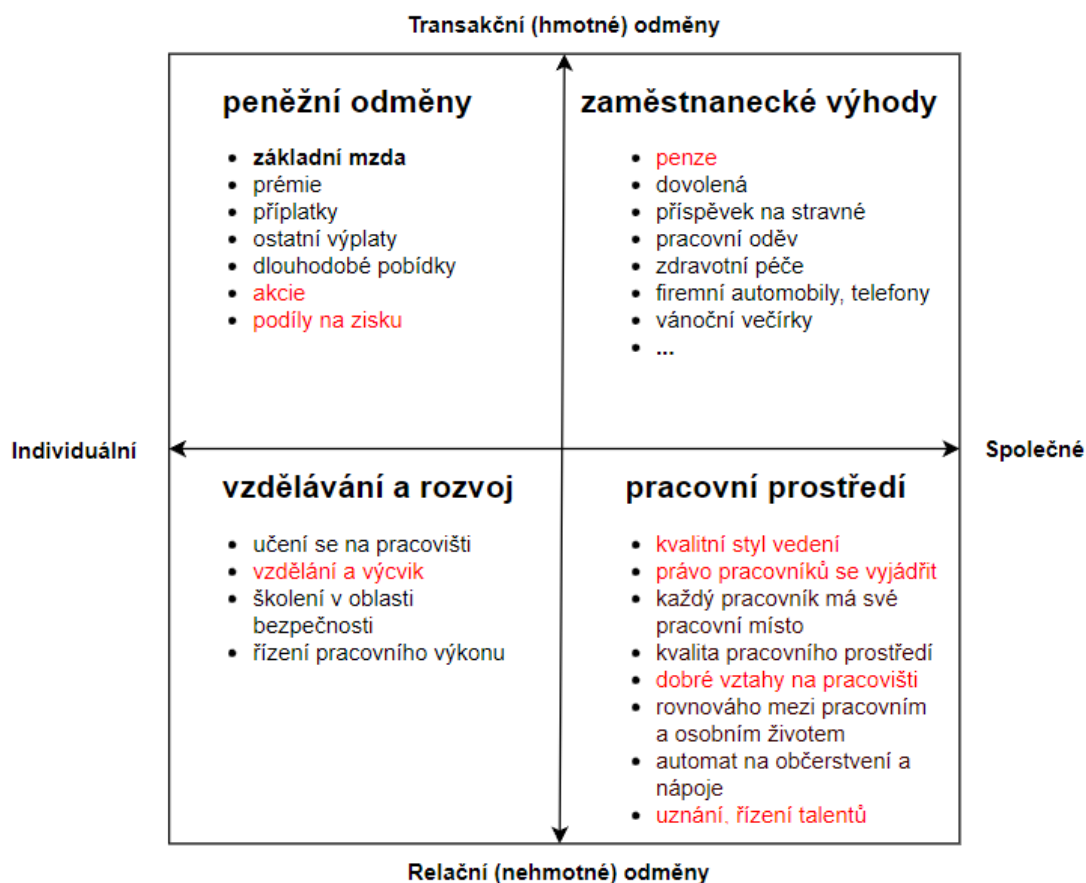 Transakční (hmotné) odměny
peněžní odměny
základní mzda
prémie
příplatky
ostatní výplaty
dlouhodobé pobídky
akcie
podíly na zisku
zaměstnanecké výhody
penze
dovolená
příspěvek na stravné
pracovní oděv
zdravotní péče
firemní automobily, telefony
vánoční večírky
...
Individuální
Společné
vzdělávání a rozvoj
učení se na pracovišti
vzdělání a výcvik
školení v oblasti
bezpečnosti
řízení pracovního výkonu
pracovní prostředí
kvalitní styl vedení
právo pracovníků se vyjádřit
každý pracovník má své
pracovní místo
kvalita pracovního prostředí
dobré vztahy na pracovišti
rovnováho mezi pracovním
a osobním životem
automat na občerstvení a
nápoje
uznání, řízení talentů
Relační (nehmotné) odměny